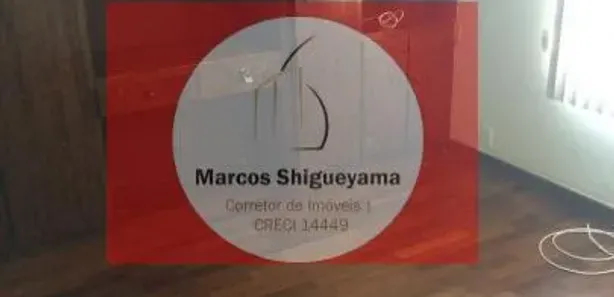 Marcos Shigueyama
Corretor de Imóveis |
CRECI 14449